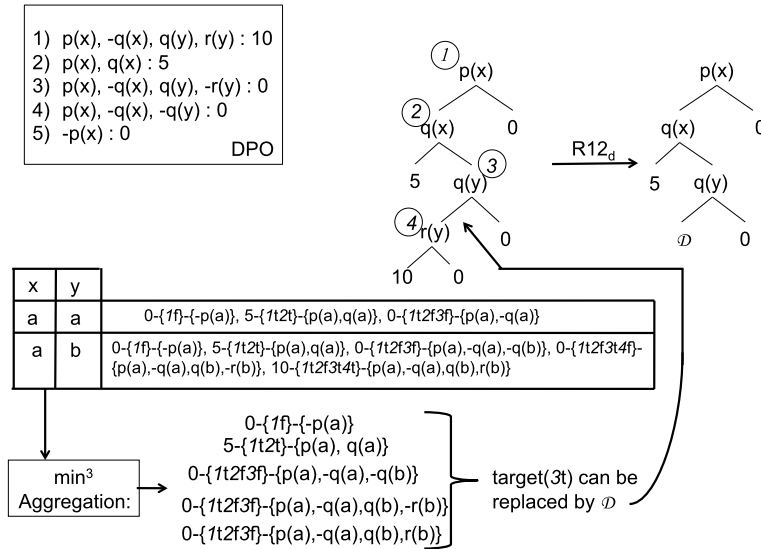 1) p(x), -q(x), q(y), r(y) : 10
2) p(x), q(x) : 5
3) p(x), -q(x), q(y), -r(y) : 0
4) p(x), -q(x), -q(y) : 0
5) -p(x) : 0
DPO
1
p(x)
2
q(x)
0
5
3
q(y)
4
r(y)
0
10
0
R12d
p(x)
q(x)
0
5
q(y)
𝒟
0
x y
a a 0-{1f}-{-p(a)}, 5-{1t2t}-{p(a),q(a)}, 0-{1t2f3f}-{p(a),-q(a)}
a b 0-{1f}-{-p(a)}, 5-{1t2t}-{p(a),q(a)}, 0-{1t2f3f}-{p(a),-q(a),-q(b)}, 0-{1t2f3t4f}-
{p(a),-q(a),q(b),-r(b)}, 10-{1t2f3t4t}-{p(a),-q(a),q(b),r(b)}
min³
Aggregation:
0-{1f}-{-p(a)}
5-{1t2t}-{p(a), q(a)}
0-{1t2f3f}-{p(a),-q(a),-q(b)}
0-{1t2f3f}-{p(a),-q(a),q(b),-r(b)}
0-{1t2f3f}-{p(a),-q(a),q(b),r(b)}
target(3t) can be
replaced by 𝒟